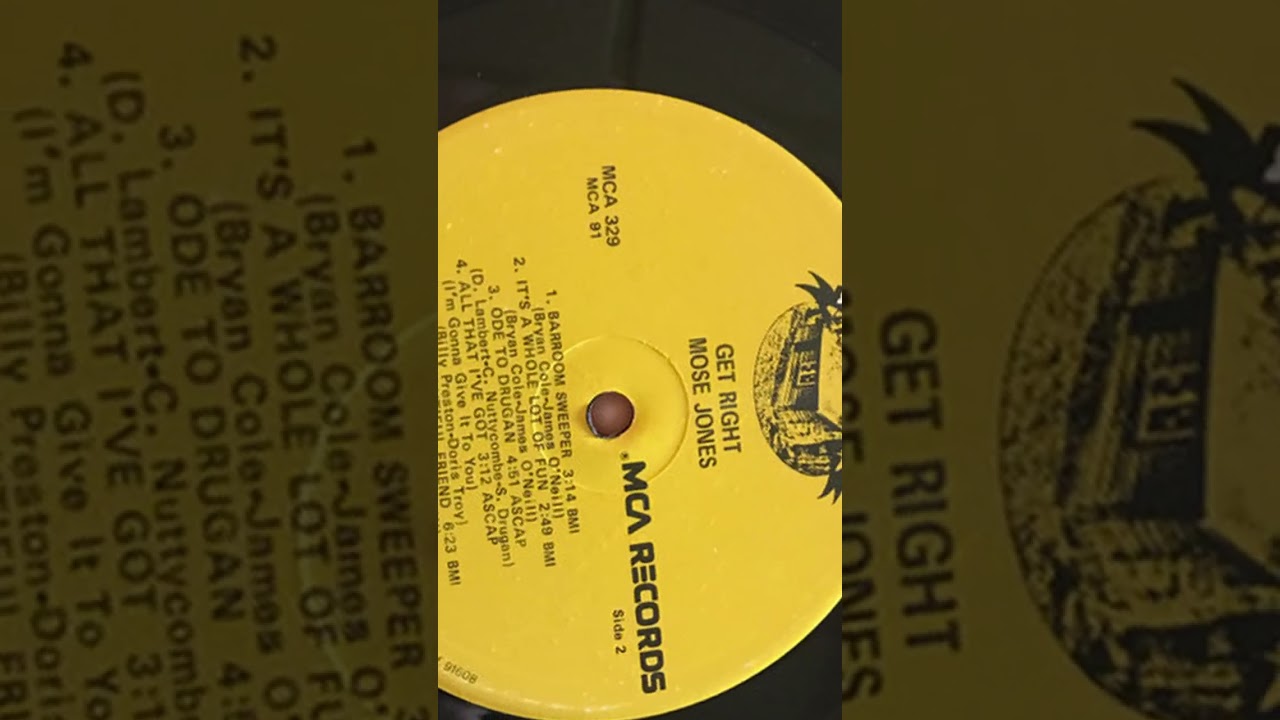 GET RIGHT
MOSE JONES
MCA RECORDS
®
MCA 329
MCA 91
Side 2
1. BARROOM SWEEPER 3:14 BMI
(Bryan Cole-James O'Neill)
2. IT'S A WHOLE LOT OF FUN 2:49 BMI
(Bryan Cole-James O'Neill)
3. ODE TO DRUGAN 4:51 ASCAP
(D. Lambert-C. Nuttycombe-S. Drugan)
4. ALL THAT I'VE GOT 3:12 ASCAP
(I'm Gonna Give It To You)
(Billy Preston-Doris Troy)
FRIEND 6:23 BMI